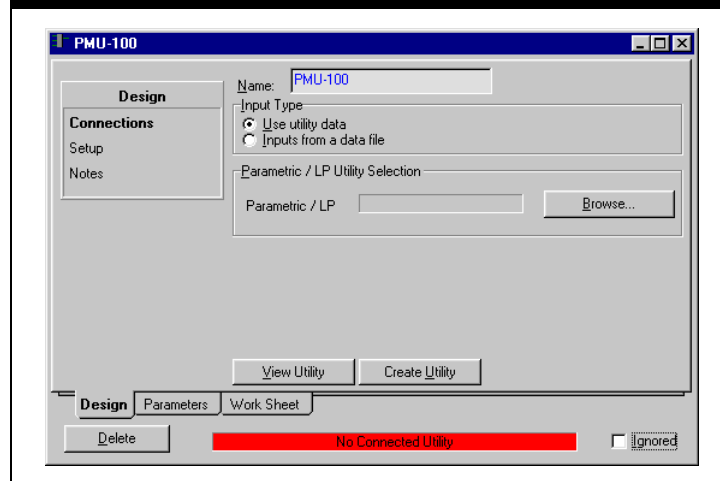 PMU-100
Design
Connections
Setup
Notes
Name: PMU-100
Input Type
Use utility data
Inputs from a data file
Parametric / LP Utility Selection
Parametric / LP
Browse...
View Utility
Create Utility
Design
Parameters
Work Sheet
Delete
No Connected Utility
Ignored